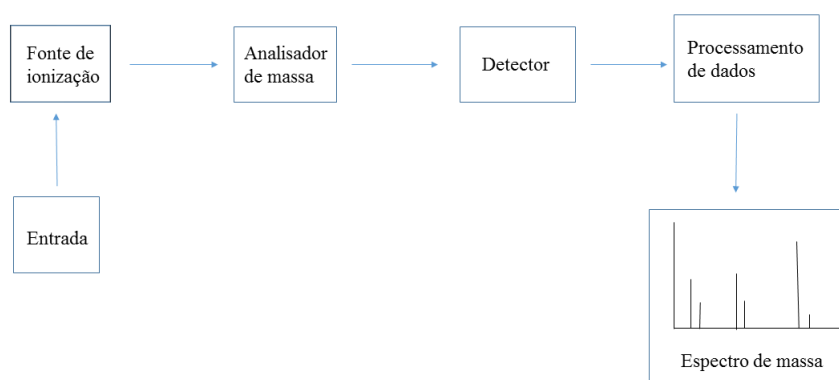 Fonte de
ionização
Analisador
de massa
Detector
Processamento
de dados
Entrada
Espectro de massa